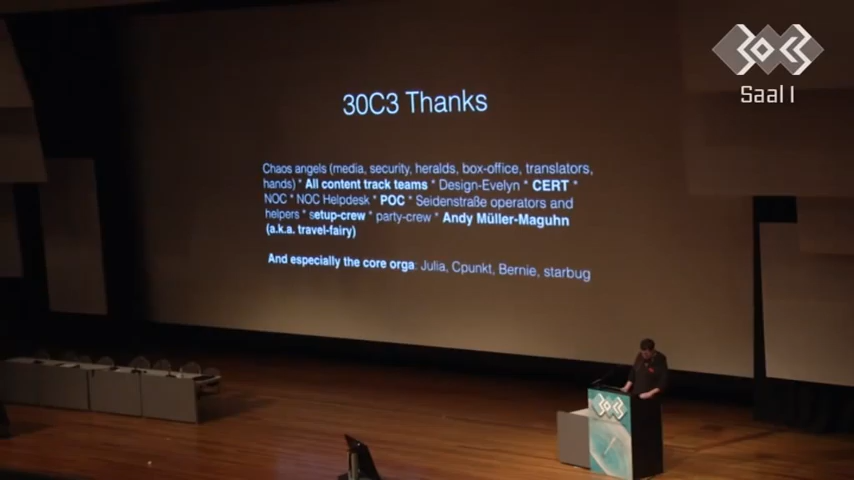 30C3
Saal 1
30C3 Thanks
Chaos angels (media, security, heralds, box-office, translators,
hands) * All content track teams * Design-Evelyn * CERT *
NOC * NOC Helpdesk * POC * Seidenstraße operators and
helpers * setup-crew * party-crew * Andy Müller-Maguhn
(a.k.a. travel-fairy)
And especially the core orga: Julia, Cpunkt, Bernie, starbug
30C3